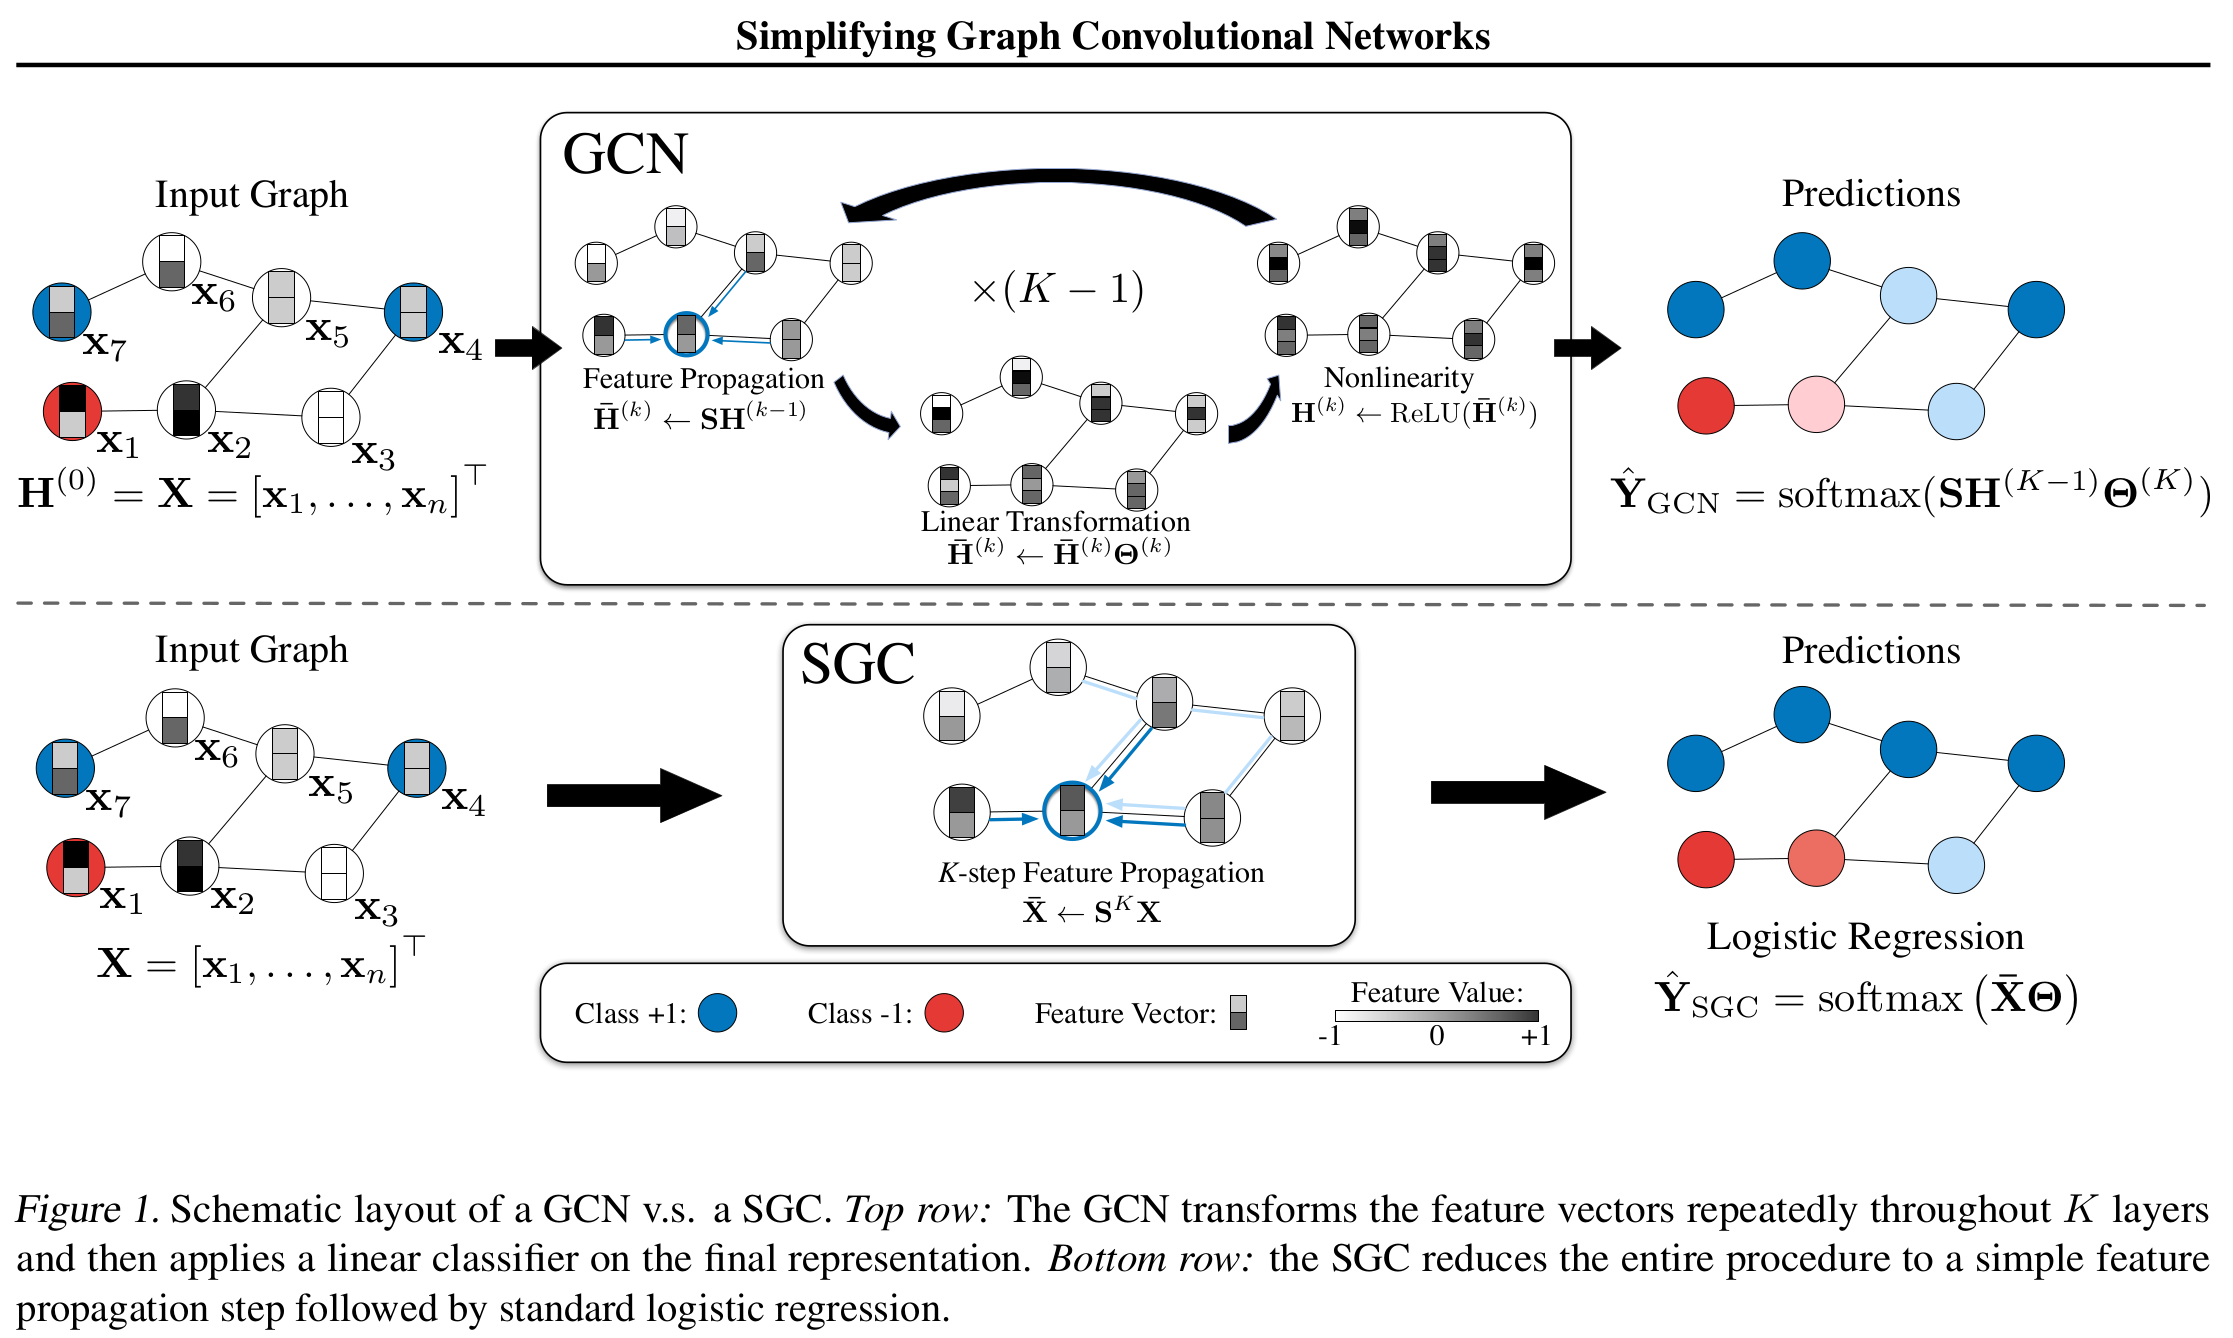 Simplifying Graph Convolutional Networks
Input Graph
x₆
x₅
x₇
x₄
x₁
x₂
x₃
H⁽⁰⁾ = X = [x₁, . . . , xₙ]⊤
GCN
×(K − 1)
Feature Propagation
H̄⁽ᵏ⁾ ← SH⁽ᵏ⁻¹⁾
Linear Transformation
H̄⁽ᵏ⁾ ← H̄⁽ᵏ⁾Θ⁽ᵏ⁾
Nonlinearity
H⁽ᵏ⁾ ← ReLU(H̄⁽ᵏ⁾)
Predictions
Ŷ_GCN = softmax(SH⁽ᴷ⁻¹⁾Θ⁽ᴷ⁾)
Input Graph
x₆
x₅
x₇
x₄
x₁
x₂
x₃
X = [x₁, . . . , xₙ]⊤
SGC
K-step Feature Propagation
X̄ ← SᴷX
Predictions
Logistic Regression
Ŷ_SGC = softmax (X̄Θ)
Class +1:
Class -1:
Feature Vector:
Feature Value:
-1 0 +1
Figure 1. Schematic layout of a GCN v.s. a SGC. Top row: The GCN transforms the feature vectors repeatedly throughout K layers
and then applies a linear classifier on the final representation. Bottom row: the SGC reduces the entire procedure to a simple feature
propagation step followed by standard logistic regression.